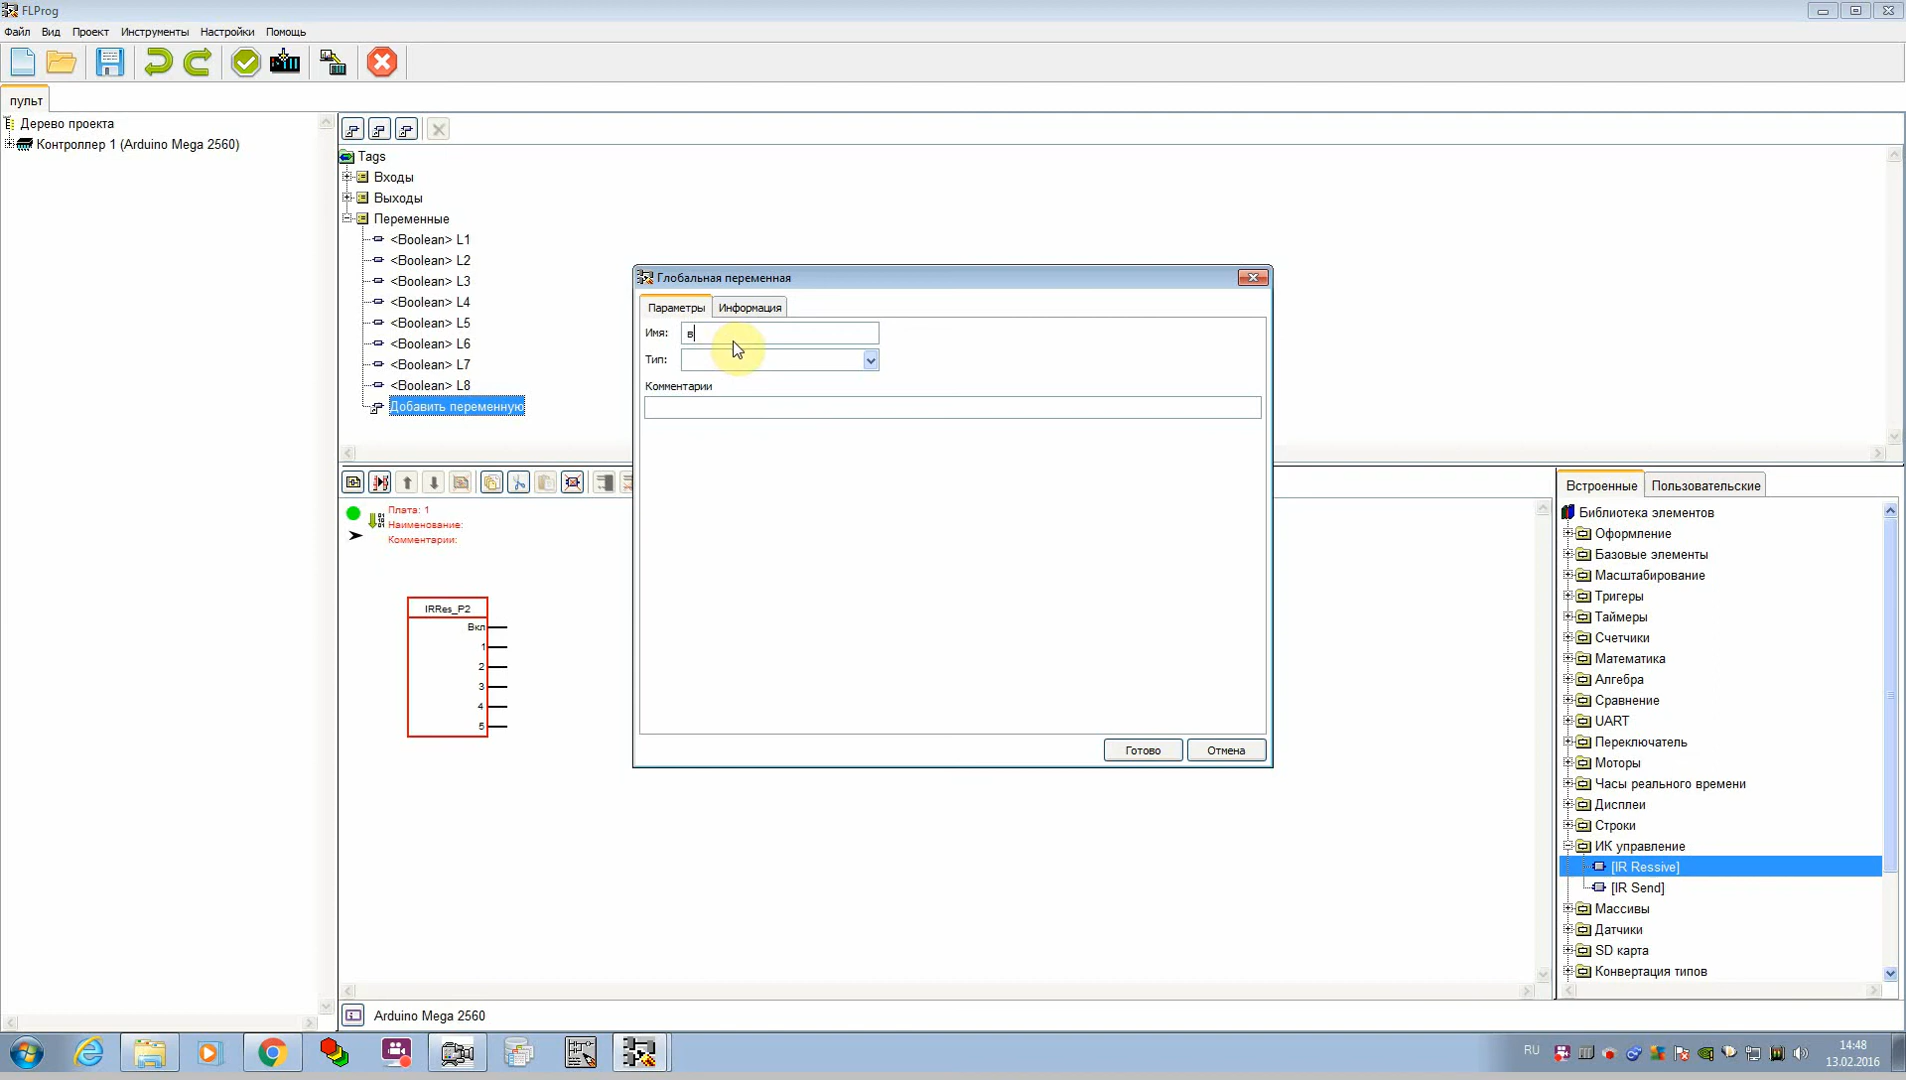 FLProg
Файл Вид Проект Инструменты Настройки Помощь
пульт
Дерево проекта
Контроллер 1 (Arduino Mega 2560)
Tags
Входы
Выходы
Переменные
<Boolean> L1
<Boolean> L2
<Boolean> L3
<Boolean> L4
<Boolean> L5
<Boolean> L6
<Boolean> L7
<Boolean> L8
Добавить переменную
Глобальная переменная
Параметры Информация
Имя: в
Тип:
Комментарии
Готово Отмена
Плата: 1
Наименование:
Комментарии:
IRRes_P2
Вкл
1
2
3
4
5
Встроенные Пользовательские
Библиотека элементов
Оформление
Базовые элементы
Масштабирование
Тригеры
Таймеры
Счетчики
Математика
Алгебра
Сравнение
UART
Переключатель
Моторы
Часы реального времени
Дисплеи
Строки
ИК управление
[IR Ressive]
[IR Send]
Массивы
Датчики
SD карта
Конвертация типов
Arduino Mega 2560
RU
14:48
13.02.2016